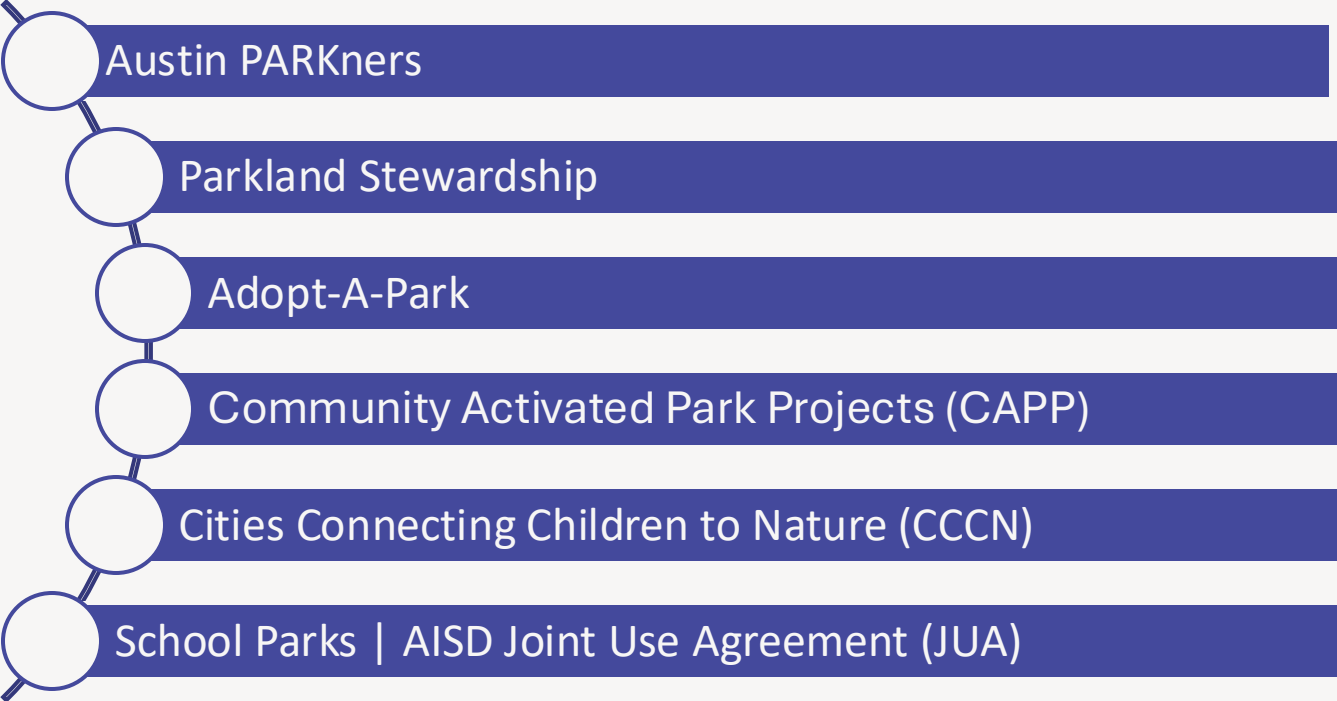 Austin PARKners
Parkland Stewardship
Adopt-A-Park
Community Activated Park Projects (CAPP)
Cities Connecting Children to Nature (CCCN)
School Parks | AISD Joint Use Agreement (JUA)